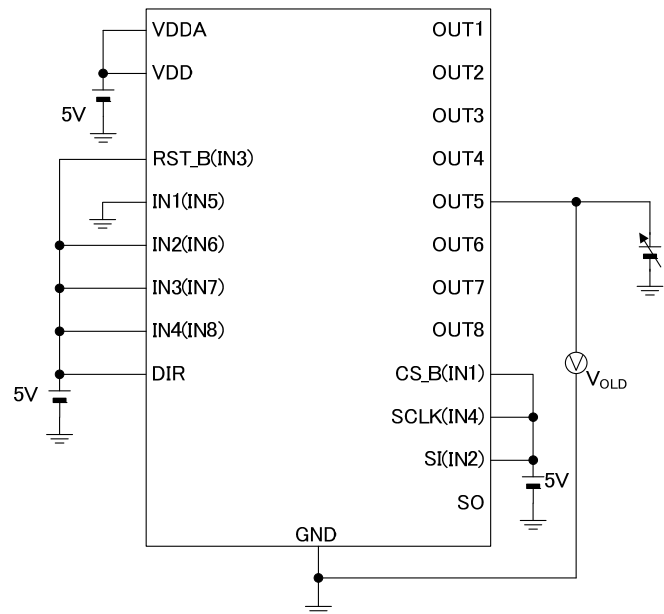 VDDA
VDD
5V
RST_B(IN3)
IN1(IN5)
IN2(IN6)
IN3(IN7)
IN4(IN8)
DIR
5V
GND
OUT1
OUT2
OUT3
OUT4
OUT5
OUT6
OUT7
OUT8
CS_B(IN1)
SCLK(IN4)
SI(IN2)
SO
5V
V
VOLD